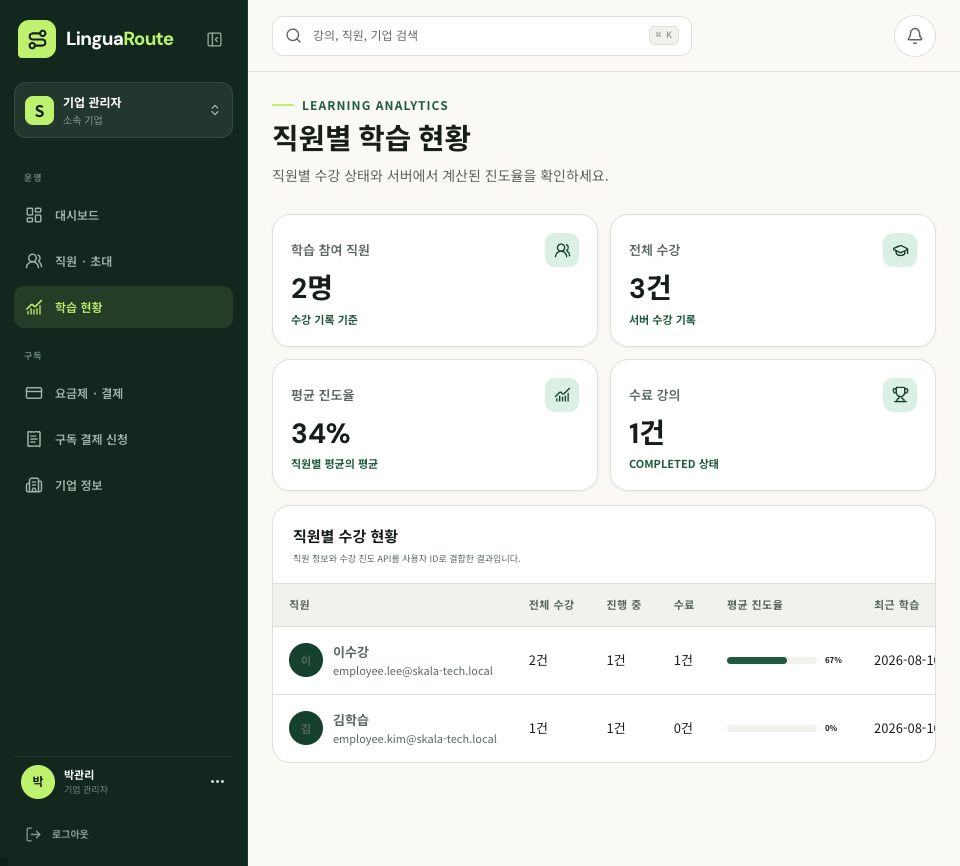 LinguaRoute
강의, 직원, 기업 검색
⌘ K
S
기업 관리자
소속 기업
운영
대시보드
직원 · 초대
학습 현황
구독
요금제 · 결제
구독 결제 신청
기업 정보
박
박관리
기업 관리자
로그아웃
LEARNING ANALYTICS
직원별 학습 현황
직원별 수강 상태와 서버에서 계산된 진도율을 확인하세요.
학습 참여 직원
2명
수강 기록 기준
전체 수강
3건
서버 수강 기록
평균 진도율
34%
직원별 평균의 평균
수료 강의
1건
COMPLETED 상태
직원별 수강 현황
직원 정보와 수강 진도 API를 사용자 ID로 결합한 결과입니다.
직원 전체 수강 진행 중 수료 평균 진도율 최근 학습
이 이수강 2건 1건 1건 67% 2026-08-10
employee.lee@skala-tech.local
김 김학습 1건 1건 0건 0% 2026-08-10
employee.kim@skala-tech.local